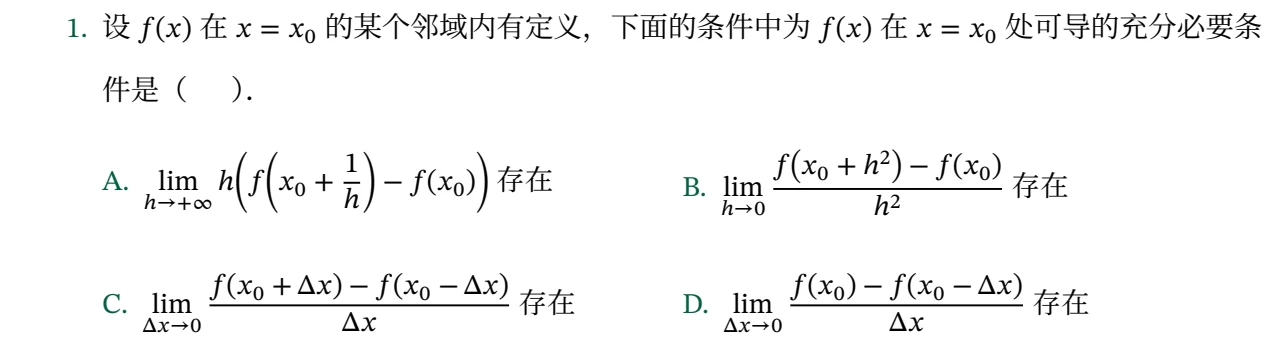 1. 设 f(x) 在 x = x₀ 的某个邻域内有定义，下面的条件中为 f(x) 在 x = x₀ 处可导的充分必要条
件是（ ）.
A. lim_{h→+∞} h(f(x₀ + 1/h) − f(x₀)) 存在 B. lim_{h→0} (f(x₀ + h²) − f(x₀))/h² 存在
C. lim_{Δx→0} (f(x₀ + Δx) − f(x₀ − Δx))/Δx 存在 D. lim_{Δx→0} (f(x₀) − f(x₀ − Δx))/Δx 存在